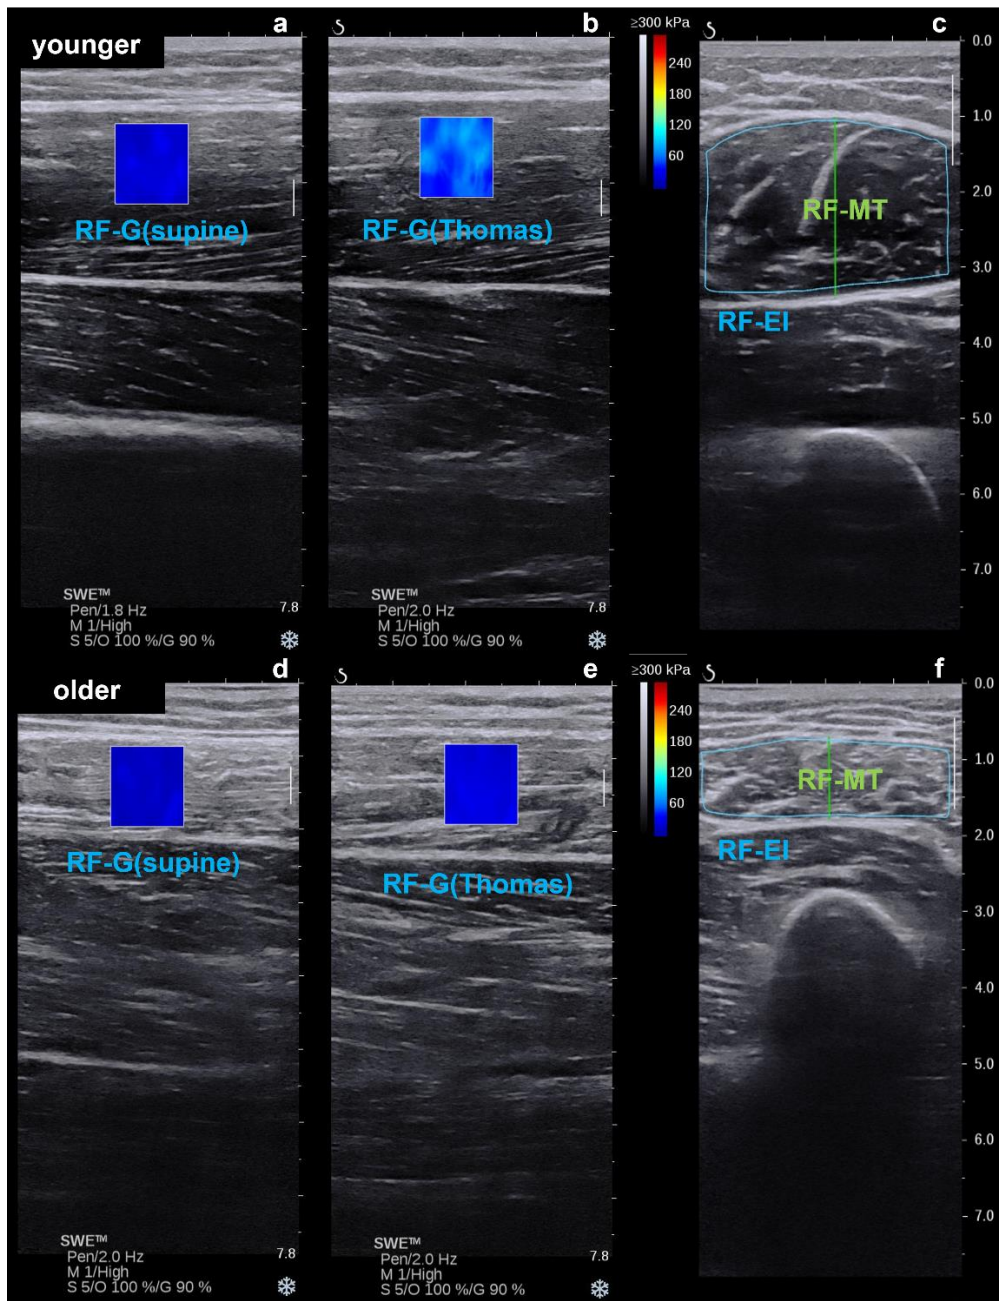 younger
a
RF-G(supine)
SWE™
Pen/1.8 Hz
M 1/High
S 5/O 100 %/G 90 %
7.8
b
RF-G(Thomas)
SWE™
Pen/2.0 Hz
M 1/High
S 5/O 100 %/G 90 %
7.8
≥300 kPa
240
180
120
60
c
RF-MT
RF-EI
0.0
1.0
2.0
3.0
4.0
5.0
6.0
7.0
older
d
RF-G(supine)
SWE™
Pen/2.0 Hz
M 1/High
S 5/O 100 %/G 90 %
7.8
e
RF-G(Thomas)
SWE™
Pen/2.0 Hz
M 1/High
S 5/O 100 %/G 90 %
7.8
≥300 kPa
240
180
120
60
f
RF-MT
RF-EI
0.0
1.0
2.0
3.0
4.0
5.0
6.0
7.0